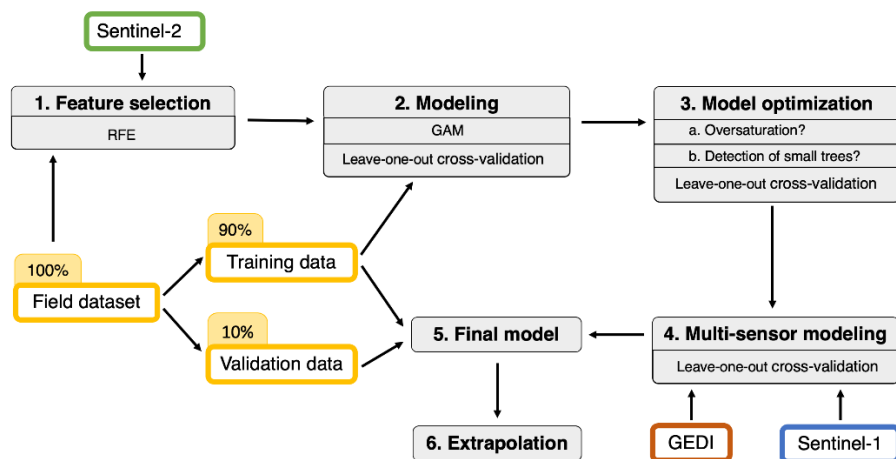 Sentinel-2
1. Feature selection
RFE
2. Modeling
GAM
Leave-one-out cross-validation
3. Model optimization
a. Oversaturation?
b. Detection of small trees?
Leave-one-out cross-validation
100%
Field dataset
90%
Training data
10%
Validation data
5. Final model
4. Multi-sensor modeling
Leave-one-out cross-validation
6. Extrapolation
GEDI
Sentinel-1